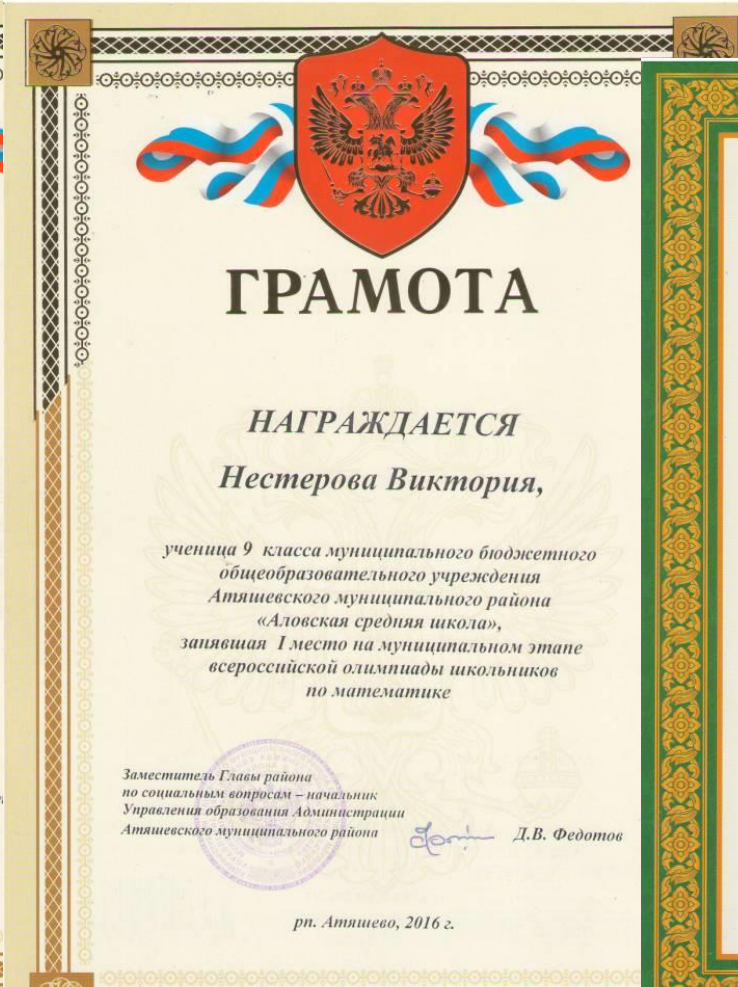 ГРАМОТА
НАГРАЖДАЕТСЯ
Нестерова Виктория,
ученица 9 класса муниципального бюджетного
общеобразовательного учреждения
Атяшевского муниципального района
«Аловская средняя школа»,
занявшая I место на муниципальном этапе
всероссийской олимпиады школьников
по математике
Заместитель Главы района
по социальным вопросам – начальник
Управления образования Администрации
Атяшевского муниципального района
Д.В. Федотов
рп. Атяшево, 2016 г.